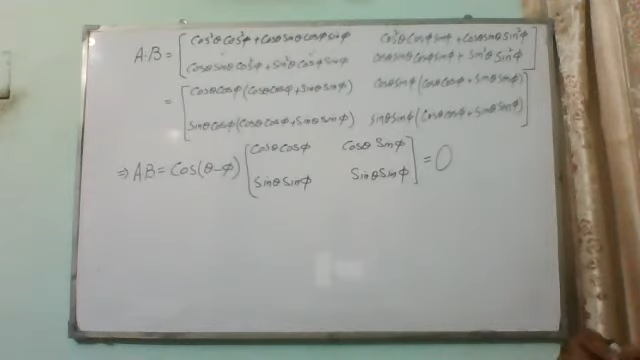 A·B = [ Cos²θ Cos²φ + Cosθ Sinθ Cosφ Sinφ Cos²θ Cosφ Sinφ + Cosθ Sinθ Sin²φ
Cosθ Sinθ Cos²φ + Sin²θ Cosφ Sinφ Cosθ Sinθ Cosφ Sinφ + Sin²θ Sin²φ ]
= [ Cosθ Cosφ (Cosθ Cosφ + Sinθ Sinφ) Cosθ Sinφ (Cosθ Cosφ + Sinθ Sinφ)
Sinθ Cosφ (Cosθ Cosφ + Sinθ Sinφ) Sinθ Sinφ (Cosθ Cosφ + Sinθ Sinφ) ]
⇒ AB = Cos(θ-φ) [ Cosθ Cosφ Cosθ Sinφ
Sinθ Sinφ Sinθ Sinφ ] = O